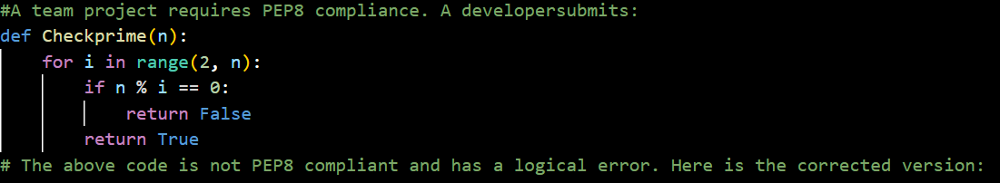 #A team project requires PEP8 compliance. A developersubmits:
def Checkprime(n):
    for i in range(2, n):
        if n % i == 0:
            return False
        return True
# The above code is not PEP8 compliant and has a logical error. Here is the corrected version: